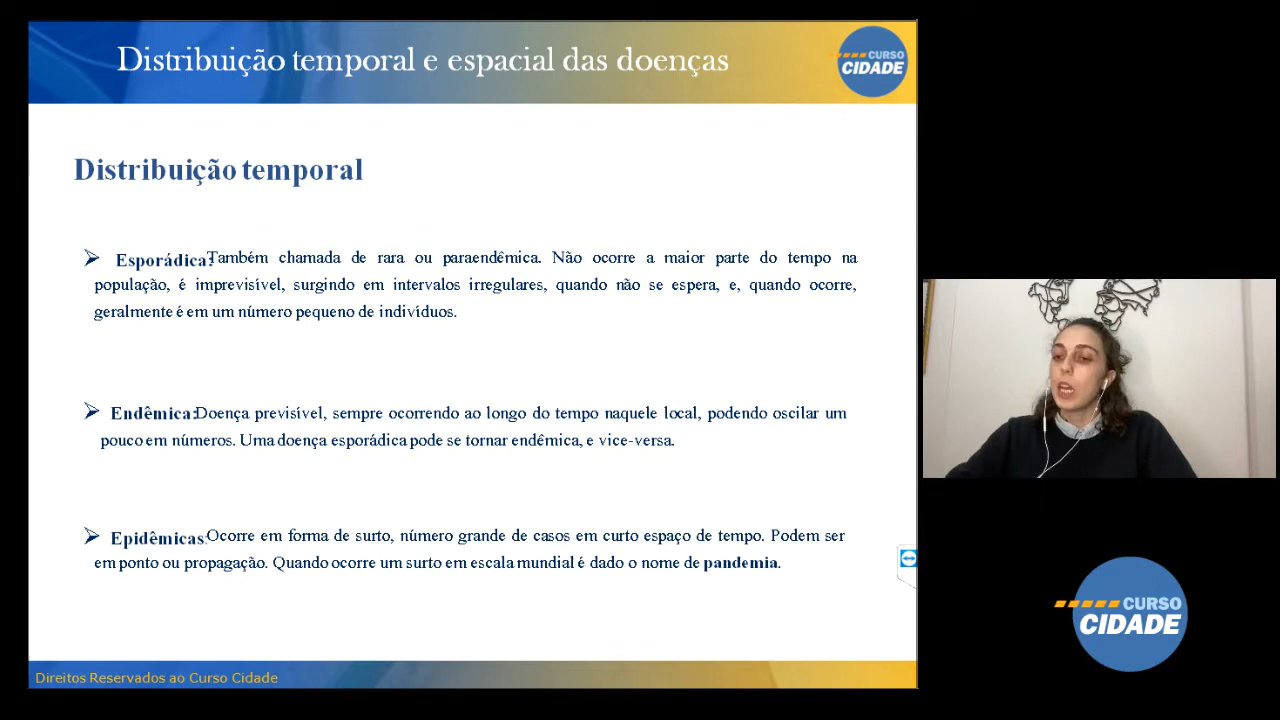 Distribuição temporal e espacial das doenças
CURSO
CIDADE
Distribuição temporal
Esporádica: Também chamada de rara ou paraendêmica. Não ocorre a maior parte do tempo na
população, é imprevisível, surgindo em intervalos irregulares, quando não se espera, e, quando ocorre,
geralmente é em um número pequeno de indivíduos.
Endêmica: Doença previsível, sempre ocorrendo ao longo do tempo naquele local, podendo oscilar um
pouco em números. Uma doença esporádica pode se tornar endêmica, e vice-versa.
Epidêmicas: Ocorre em forma de surto, número grande de casos em curto espaço de tempo. Podem ser
em ponto ou propagação. Quando ocorre um surto em escala mundial é dado o nome de pandemia.
Direitos Reservados ao Curso Cidade
CURSO
CIDADE